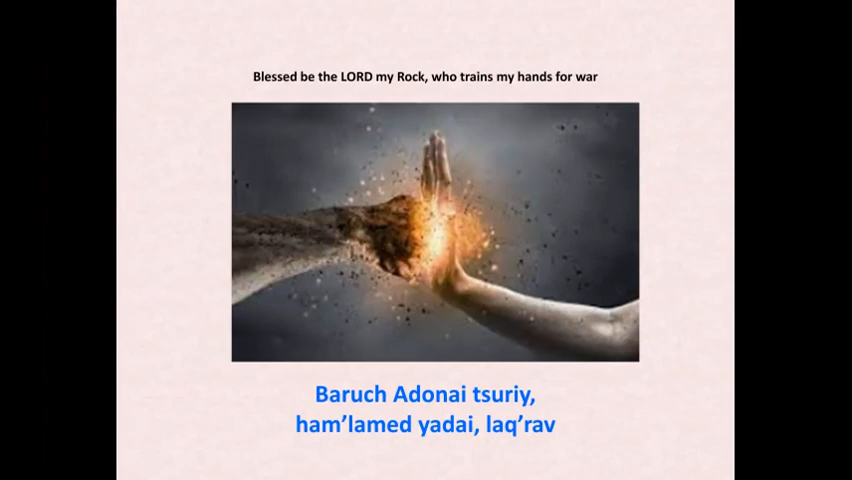 Blessed be the LORD my Rock, who trains my hands for war
Baruch Adonai tsuriy,
ham’lamed yadai, laq’rav